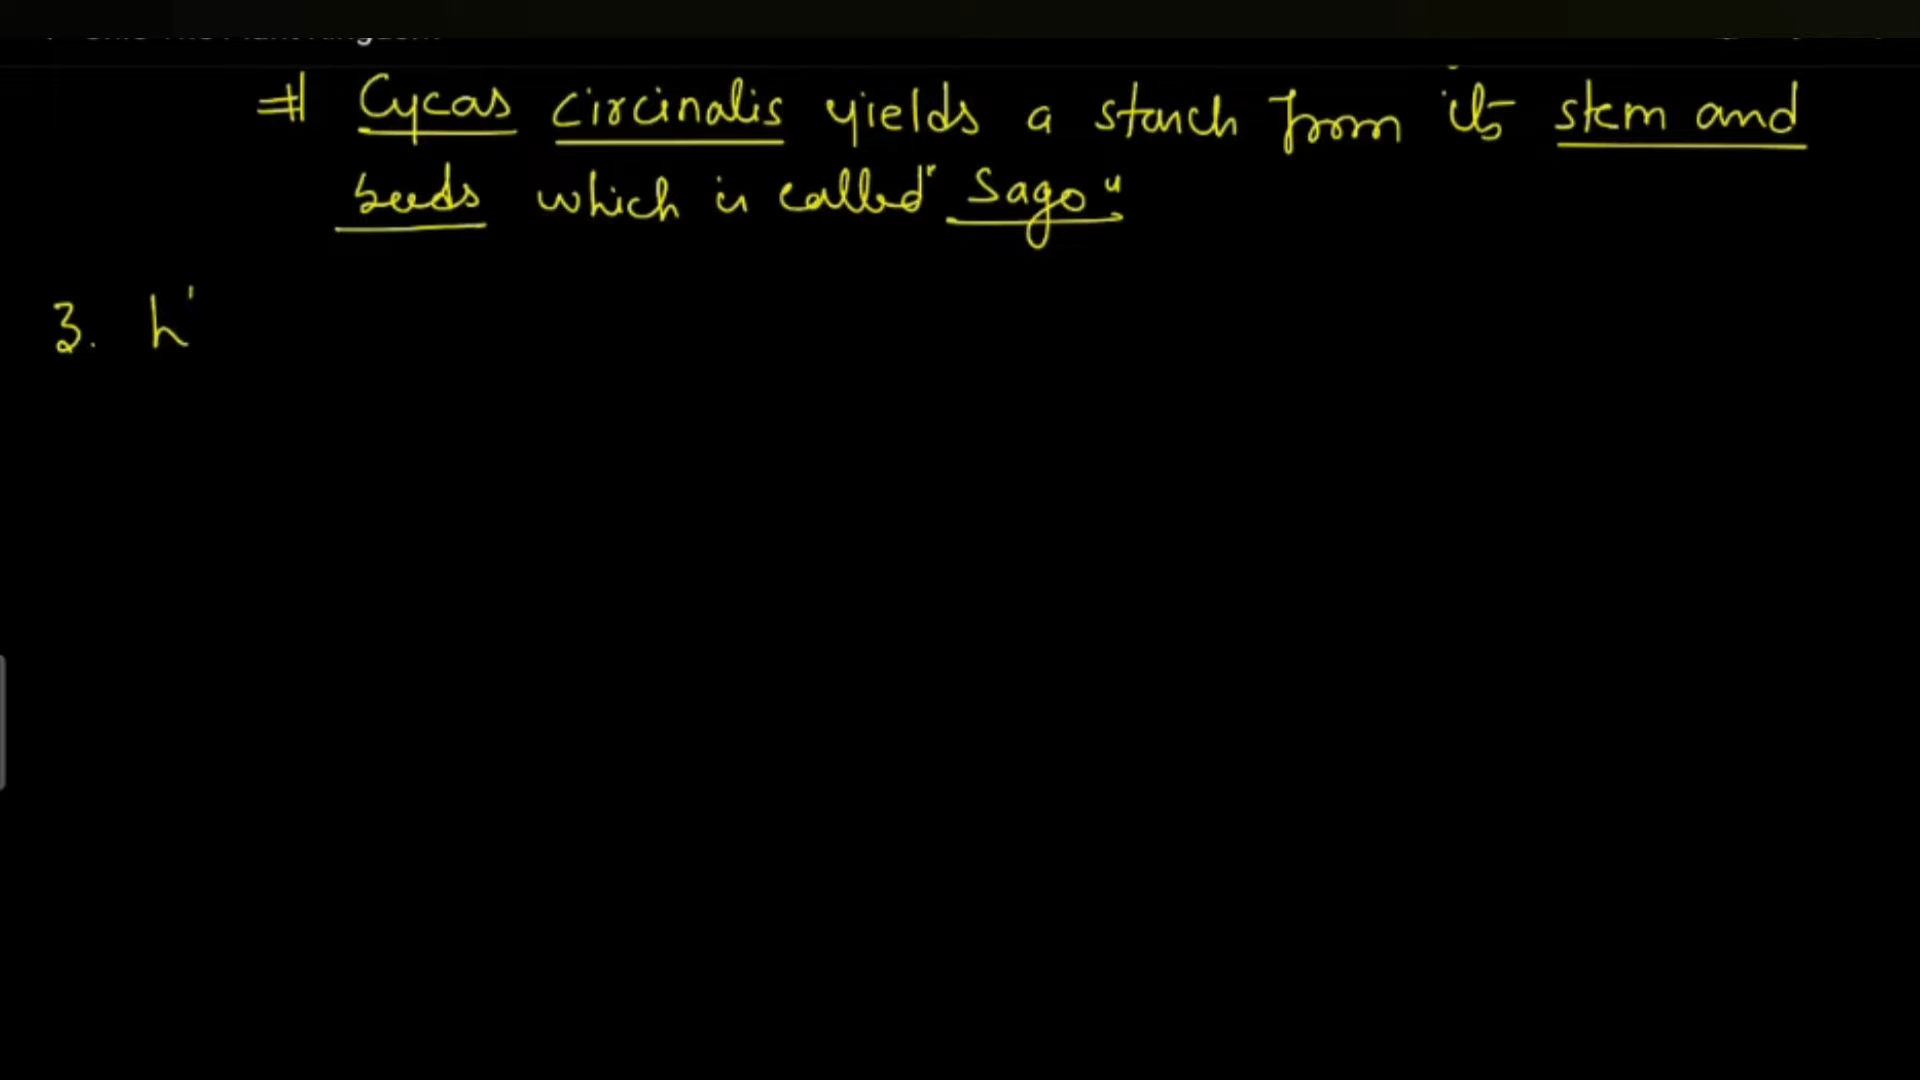 # Cycas circinalis yields a starch from its stem and
seeds which is called "Sago"
3. h'